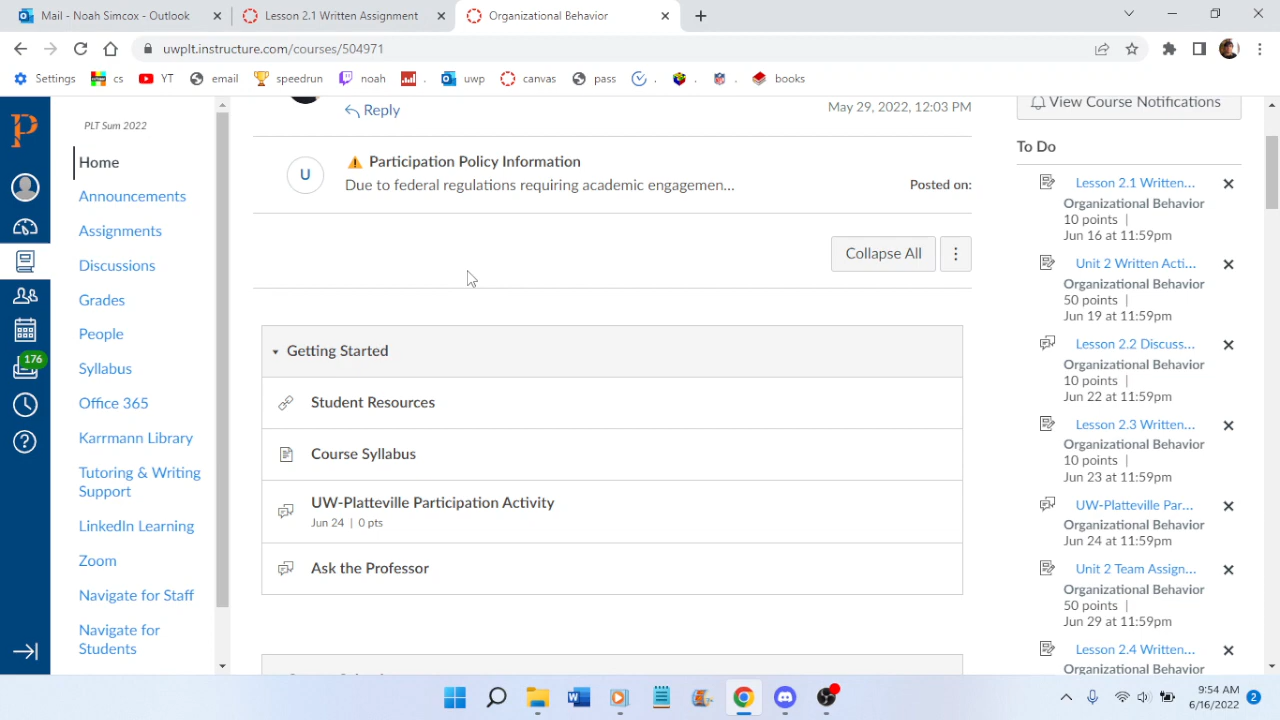 Mail - Noah Simcox - Outlook
Lesson 2.1 Written Assignment
Organizational Behavior
uwplt.instructure.com/courses/504971
Settings
cs
YT
email
speedrun
noah
.
uwp
canvas
pass
.
.
books
P
176
PLT Sum 2022
Home
Announcements
Assignments
Discussions
Grades
People
Syllabus
Office 365
Karrmann Library
Tutoring & Writing
Support
LinkedIn Learning
Zoom
Navigate for Staff
Navigate for
Students
Reply
May 29, 2022, 12:03 PM
U
Participation Policy Information
Due to federal regulations requiring academic engagemen...
Posted on:
Collapse All
Getting Started
Student Resources
Course Syllabus
UW-Platteville Participation Activity
Jun 24 | 0 pts
Ask the Professor
View Course Notifications
To Do
Lesson 2.1 Written...
Organizational Behavior
10 points |
Jun 16 at 11:59pm
Unit 2 Written Acti...
Organizational Behavior
50 points |
Jun 19 at 11:59pm
Lesson 2.2 Discuss...
Organizational Behavior
10 points |
Jun 22 at 11:59pm
Lesson 2.3 Written...
Organizational Behavior
10 points |
Jun 23 at 11:59pm
UW-Platteville Par...
Organizational Behavior
Jun 24 at 11:59pm
Unit 2 Team Assign...
Organizational Behavior
50 points |
Jun 29 at 11:59pm
Lesson 2.4 Written...
Organizational Behavior
9:54 AM
6/16/2022
2